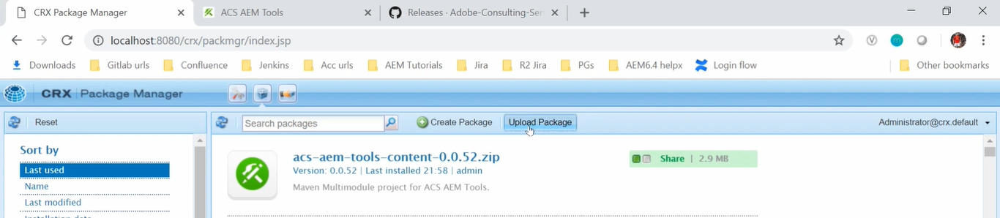 CRX Package Manager
ACS AEM Tools
Releases · Adobe-Consulting-Ser
localhost:8080/crx/packmgr/index.jsp
Downloads Gitlab urls Confluence Jenkins Acc urls AEM Tutorials Jira R2 Jira PGs AEM6.4 helpx Login flow Other bookmarks
CRX Package Manager
Reset
Search packages Create Package Upload Package Administrator@crx.default
Sort by
Last used
Name
Last modified
Installation date
acs-aem-tools-content-0.0.52.zip
Version: 0.0.52 | Last installed 21:58 | admin
Maven Multimodule project for ACS AEM Tools.
Share | 2.9 MB